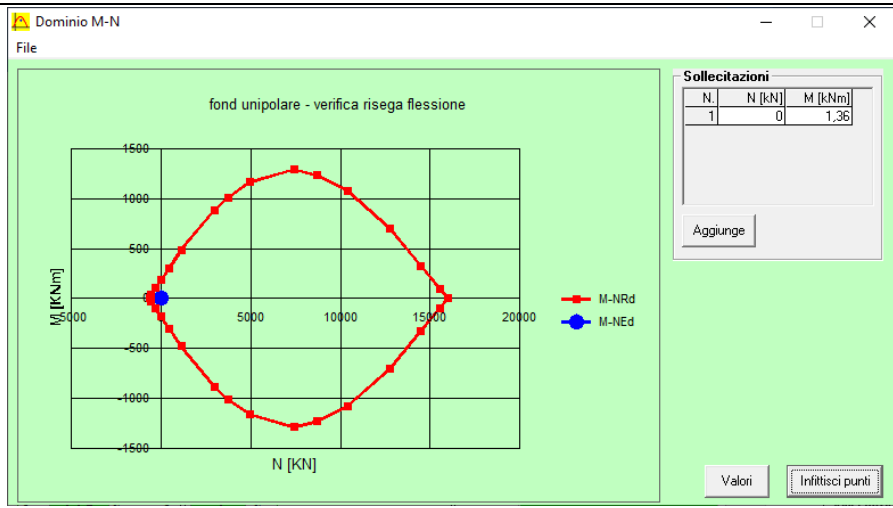 Dominio M-N
File
fond unipolare - verifica risega flessione
1500
1000
500
0
-5000
5000
10000
15000
20000
-500
-1000
-1500
M [KNm]
N [KN]
M-NRd
M-NEd
Sollecitazioni
N. N [kN] M [kNm]
1 0 1,36
Aggiunge
Valori
Infittisci punti